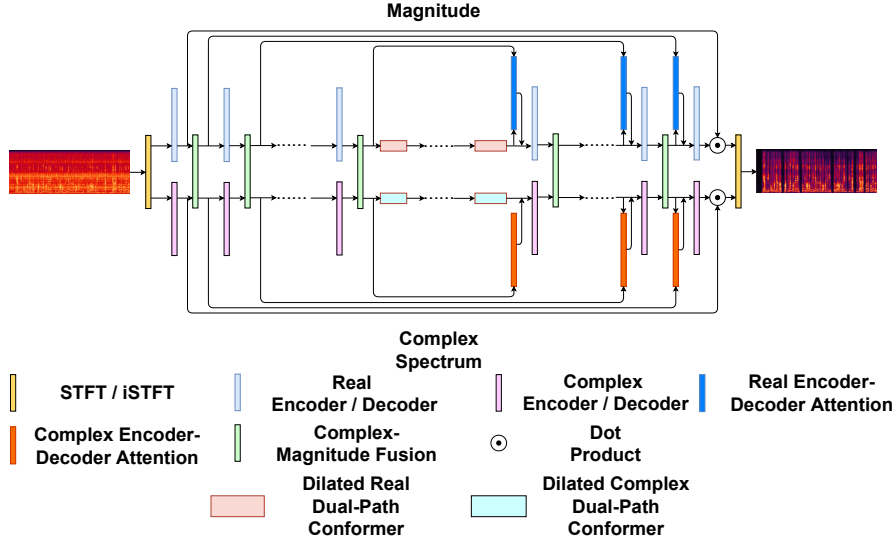 Magnitude
Complex
Spectrum
STFT / iSTFT
Real
Encoder / Decoder
Complex
Encoder / Decoder
Real Encoder-
Decoder Attention
Complex Encoder-
Decoder Attention
Complex-
Magnitude Fusion
Dot
Product
Dilated Real
Dual-Path
Conformer
Dilated Complex
Dual-Path
Conformer